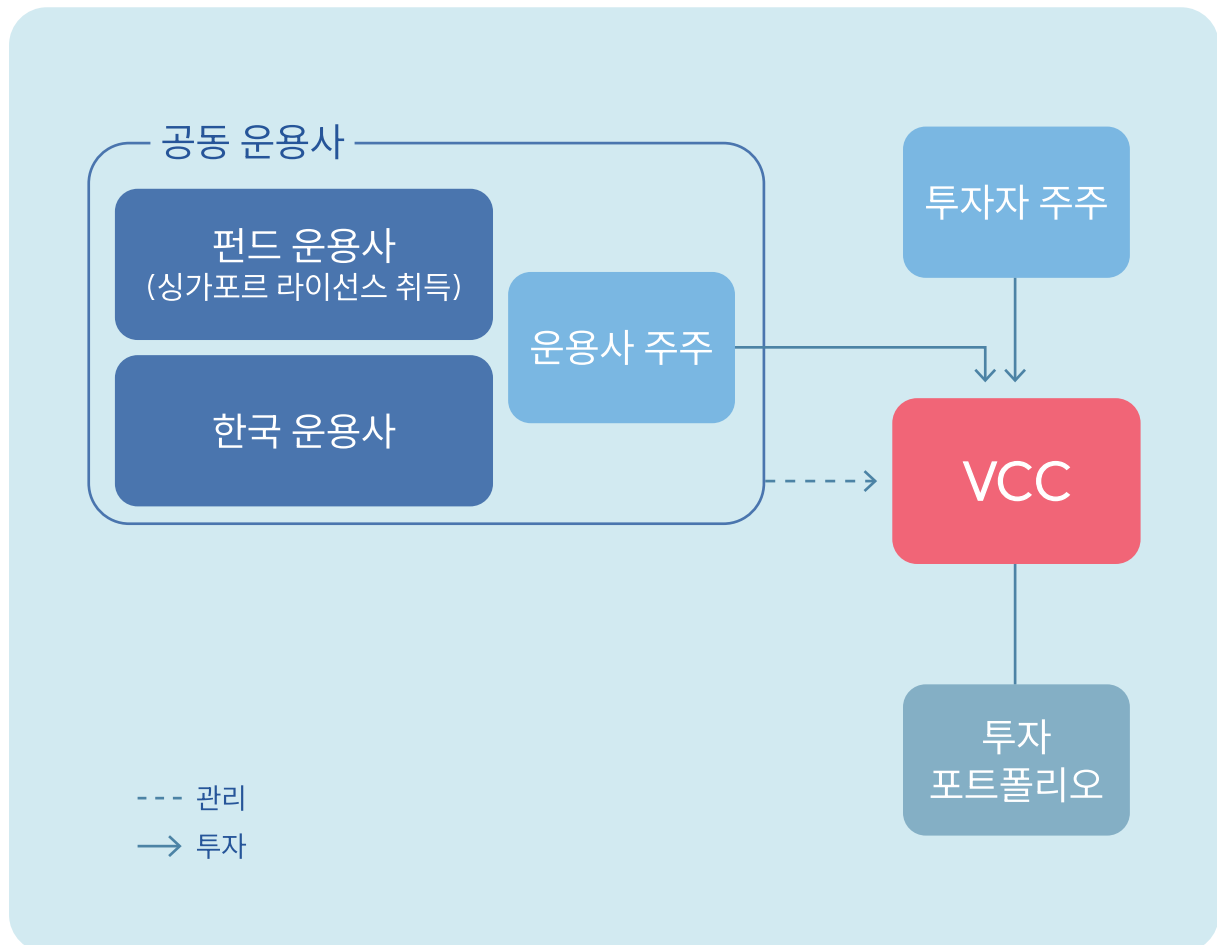 공동 운용사
펀드 운용사
(싱가포르 라이선스 취득)
한국 운용사
운용사 주주
투자자 주주
VCC
투자
포트폴리오
관리
투자